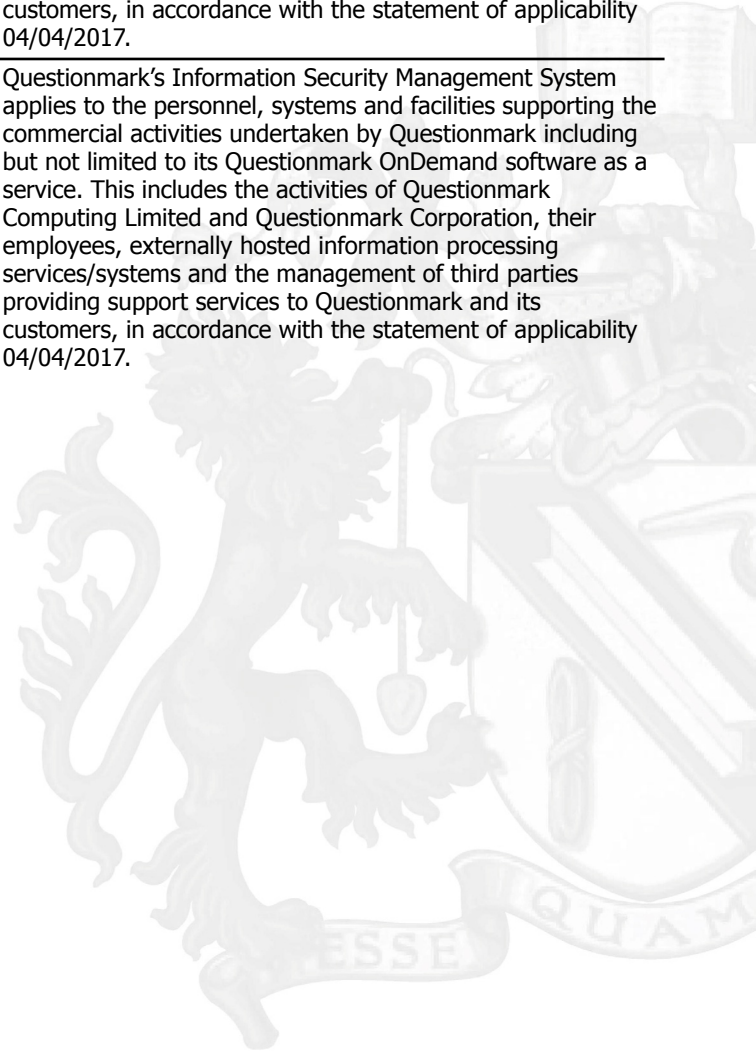 customers, in accordance with the statement of applicability
04/04/2017.
Questionmark’s Information Security Management System
applies to the personnel, systems and facilities supporting the
commercial activities undertaken by Questionmark including
but not limited to its Questionmark OnDemand software as a
service. This includes the activities of Questionmark
Computing Limited and Questionmark Corporation, their
employees, externally hosted information processing
services/systems and the management of third parties
providing support services to Questionmark and its
customers, in accordance with the statement of applicability
04/04/2017.
ESSE QUAM